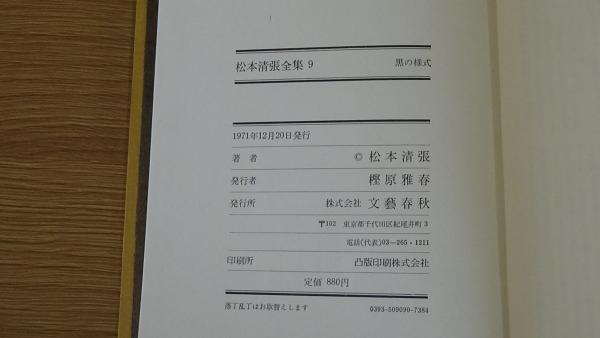 松本清張全集 9 黒の様式
1971年12月20日発行
著者 © 松本清張
発行者 樫原雅春
発行所 株式会社 文藝春秋
〒102 東京都千代田区紀尾井町3
電話(代表)03-265-1211
印刷所 凸版印刷株式会社
定価 880円
落丁乱丁はお取替えします 0393-509090-7384